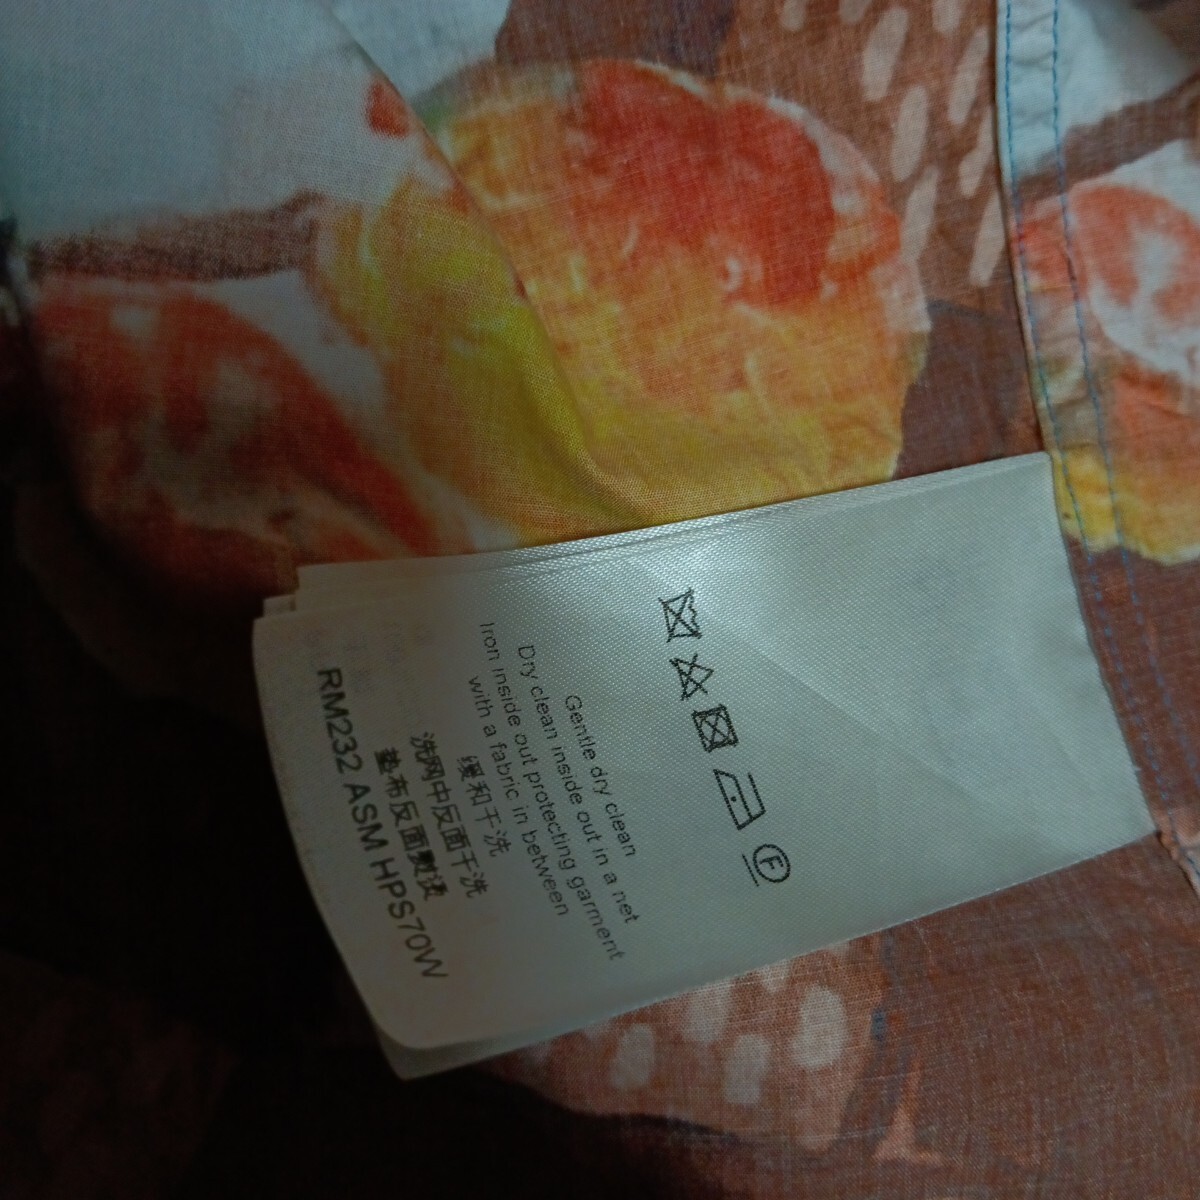 F
Gentle dry clean
Dry clean inside out in a net
Iron inside out protecting garment
with a fabric in between
缓和干洗
洗网中反面干洗
垫布反面熨烫
RM232 ASM HPS70W